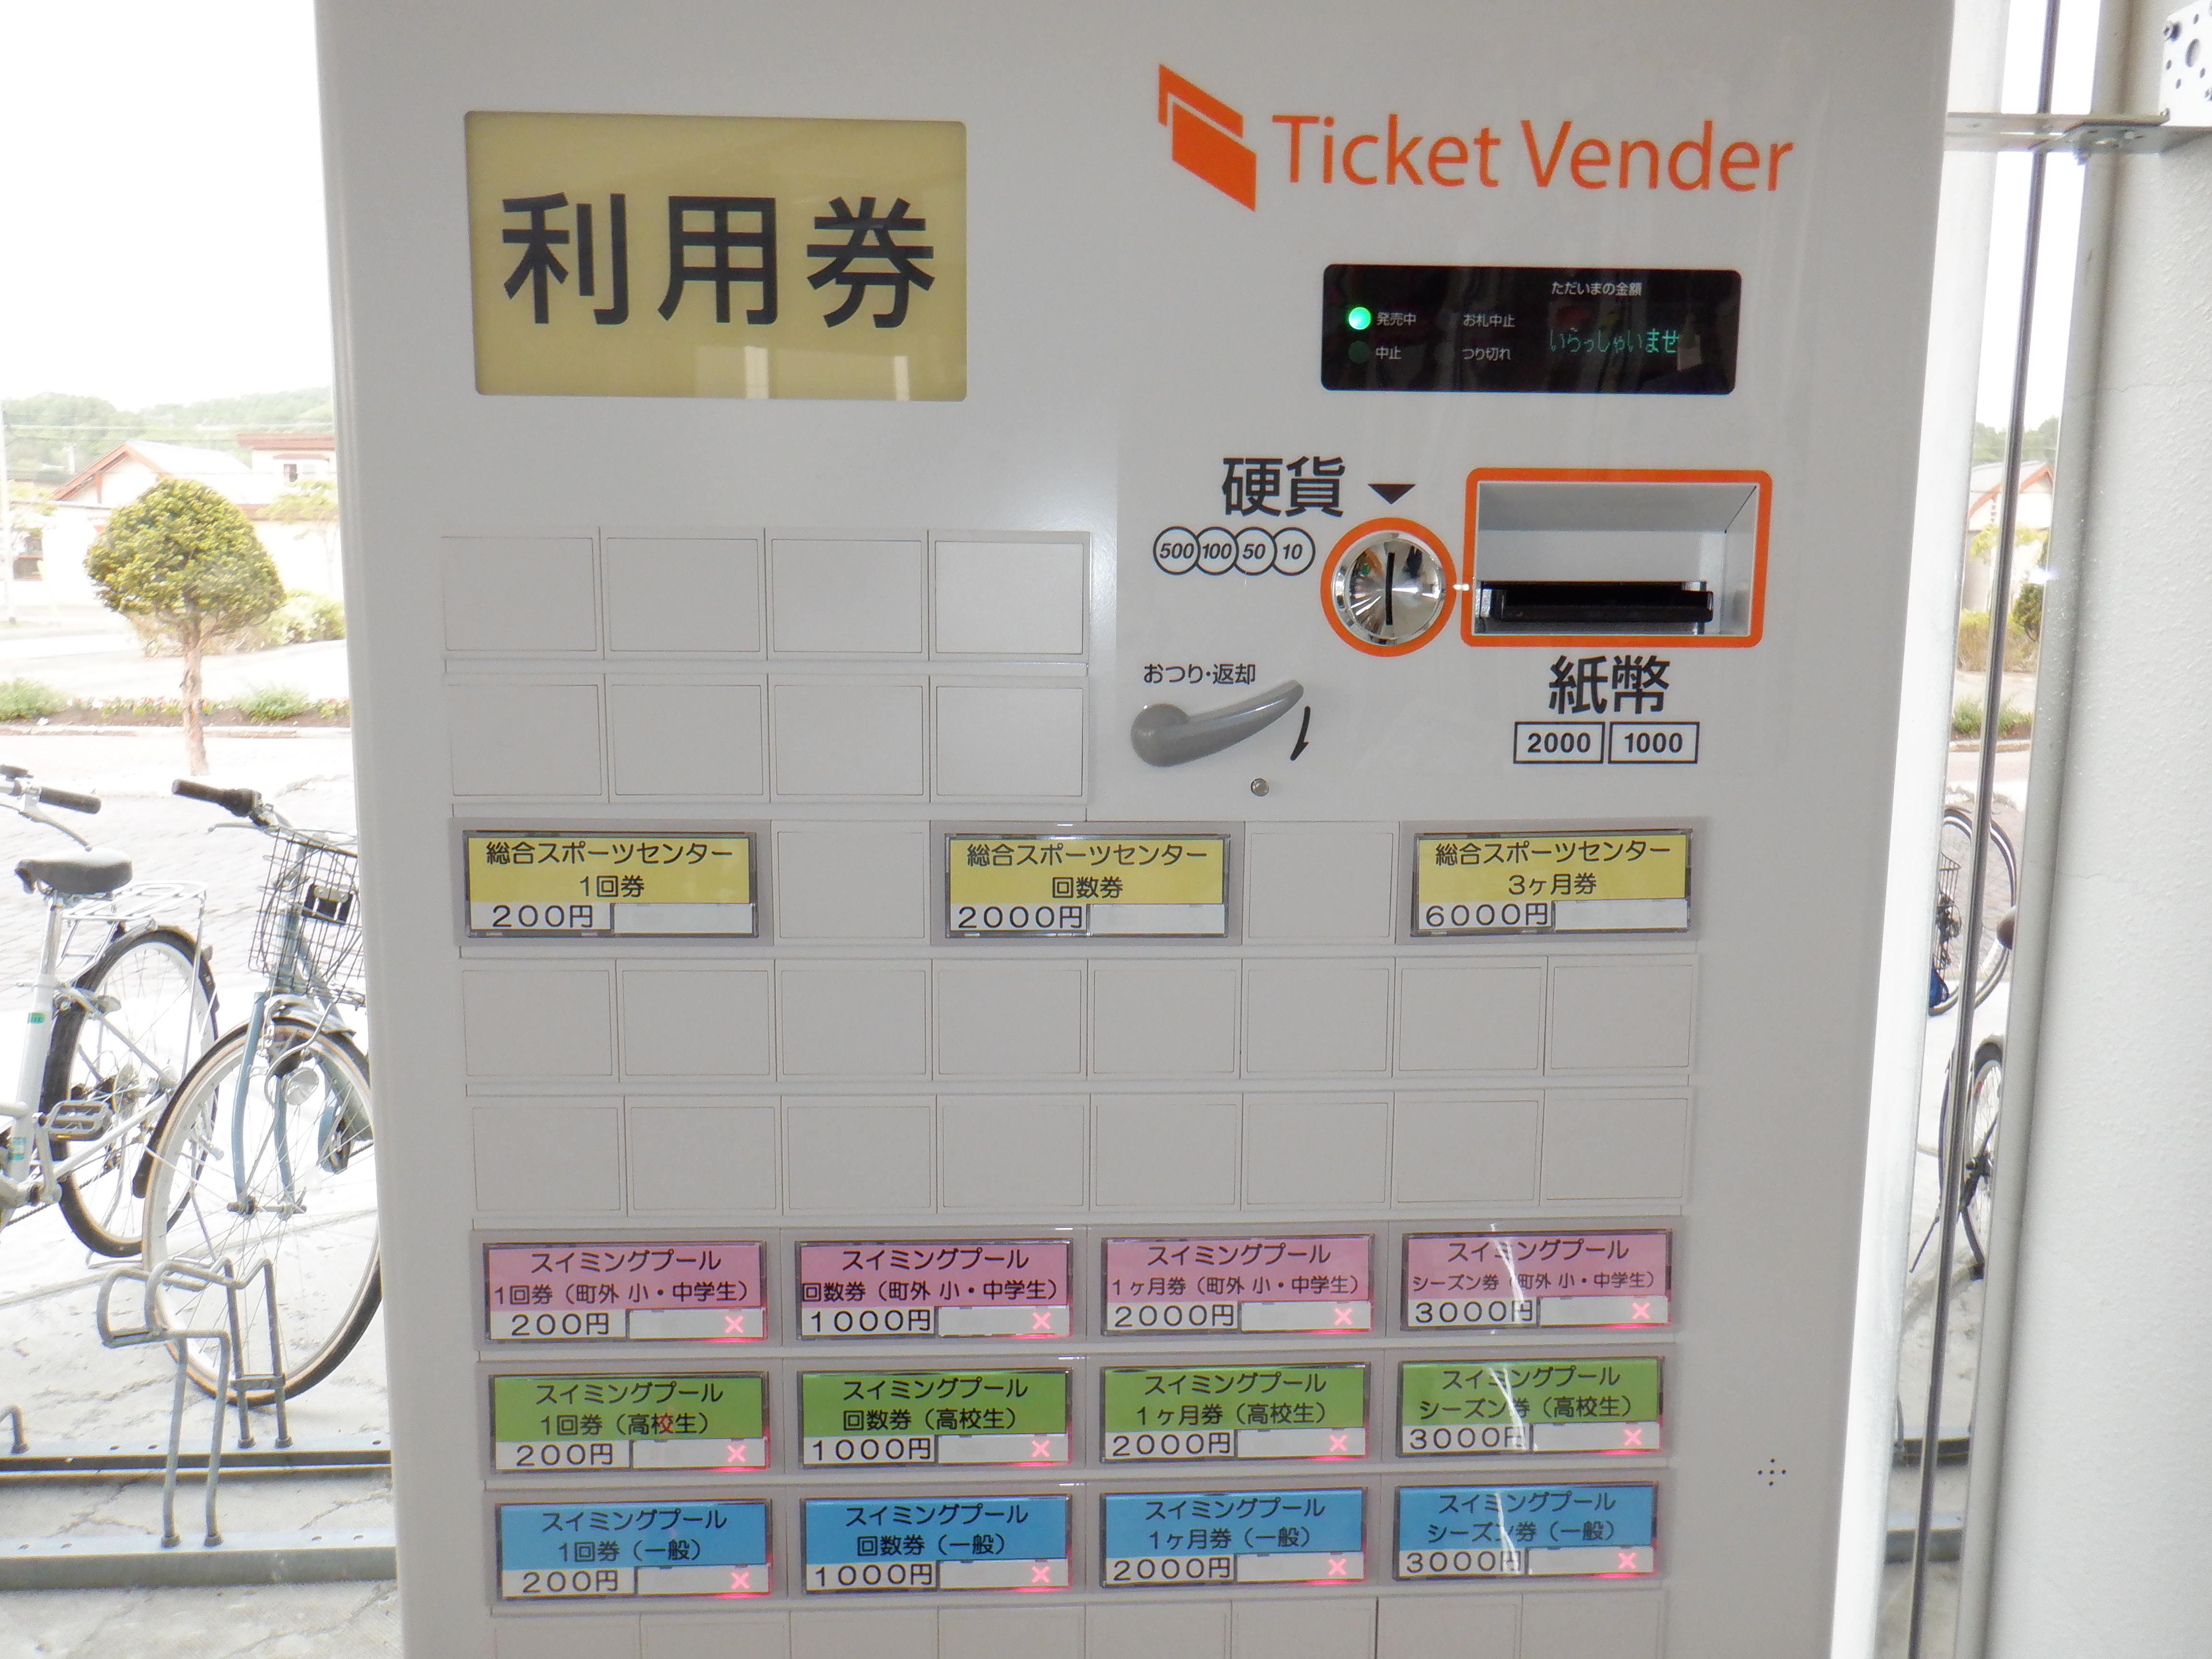 利用券
Ticket Vender
ただいまの金額
発売中 お札中止
いらっしゃいませ
中止 つり切れ
硬貨
500 100 50 10
おつり・返却
紙幣
2000 1000
総合スポーツセンター
1回券
200円
総合スポーツセンター
回数券
2000円
総合スポーツセンター
3ヶ月券
6000円
スイミングプール
1回券（町外 小・中学生）
200円 ×
スイミングプール
回数券（町外 小・中学生）
1000円 ×
スイミングプール
1ヶ月券（町外 小・中学生）
2000円 ×
スイミングプール
シーズン券（町外 小・中学生）
3000円 ×
スイミングプール
1回券（高校生）
200円 ×
スイミングプール
回数券（高校生）
1000円 ×
スイミングプール
1ヶ月券（高校生）
2000円 ×
スイミングプール
シーズン券（高校生）
3000円 ×
スイミングプール
1回券（一般）
200円 ×
スイミングプール
回数券（一般）
1000円 ×
スイミングプール
1ヶ月券（一般）
2000円 ×
スイミングプール
シーズン券（一般）
3000円 ×